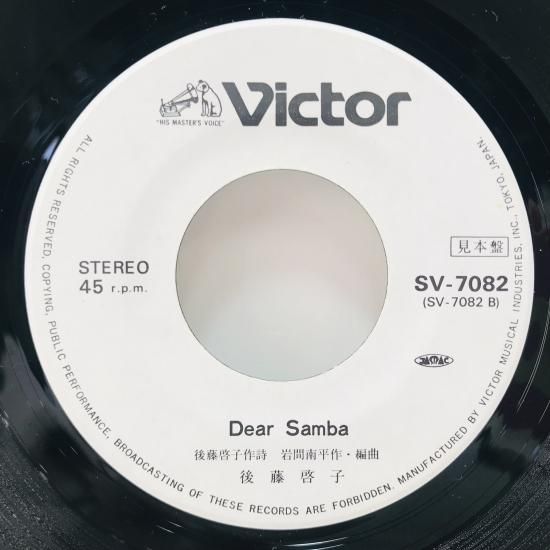 Victor
"HIS MASTER'S VOICE"
見本盤
STEREO
45 r.p.m.
SV-7082
(SV-7082 B)
JASRAC
Dear Samba
後藤啓子作詩 岩間南平作・編曲
後藤啓子
ALL RIGHTS RESERVED, COPYING, PUBLIC PERFORMANCE, BROADCASTING OF THESE RECORDS ARE FORBIDDEN. MANUFACTURED BY VICTOR MUSICAL INDUSTRIES, INC., TOKYO, JAPAN.